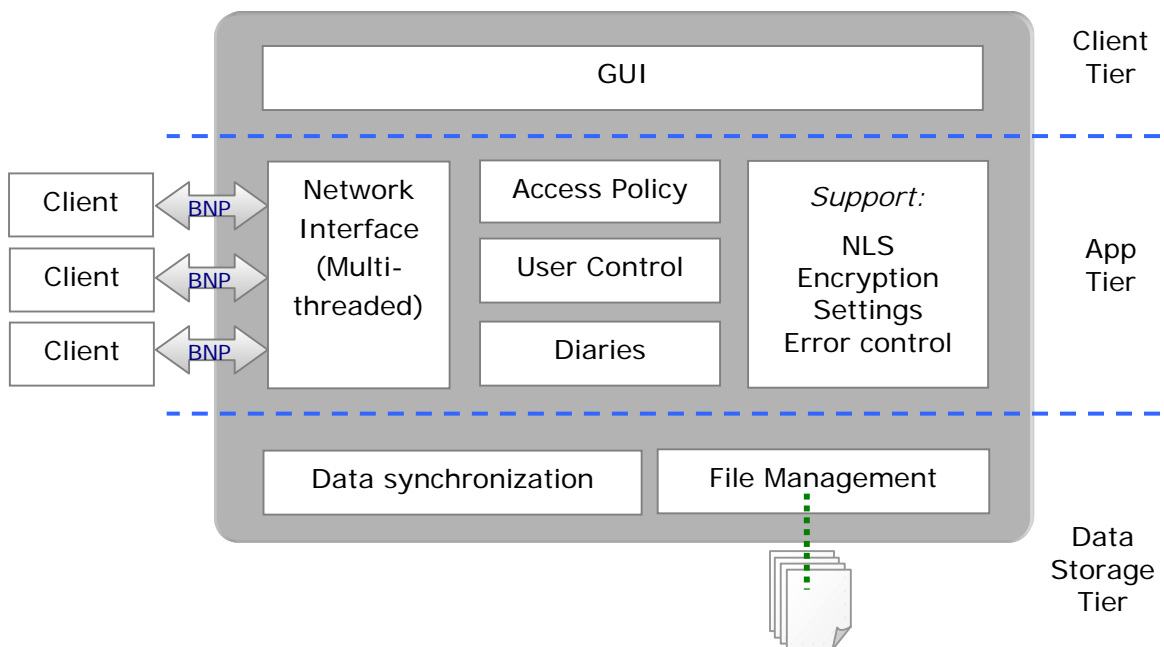 Client
Tier
GUI
Client
BNP
Client
BNP
Client
BNP
Network
Interface
(Multi-
threaded)
Access Policy
User Control
Diaries
Support:
NLS
Encryption
Settings
Error control
App
Tier
Data synchronization
File Management
Data
Storage
Tier